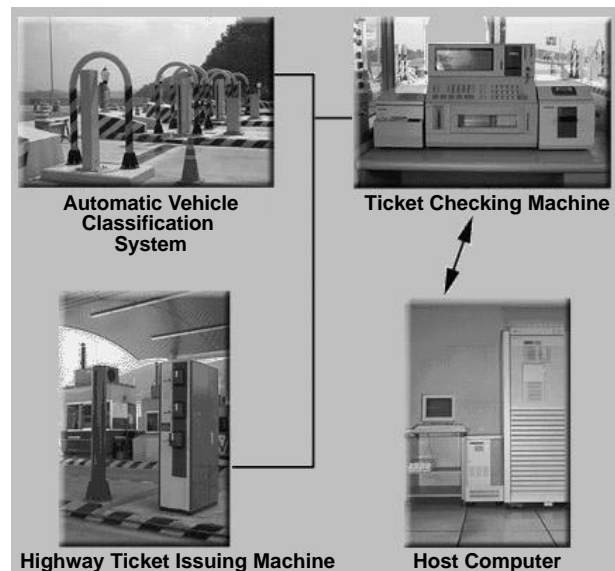 Automatic Vehicle
Classification
System
Ticket Checking Machine
Highway Ticket Issuing Machine
Host Computer